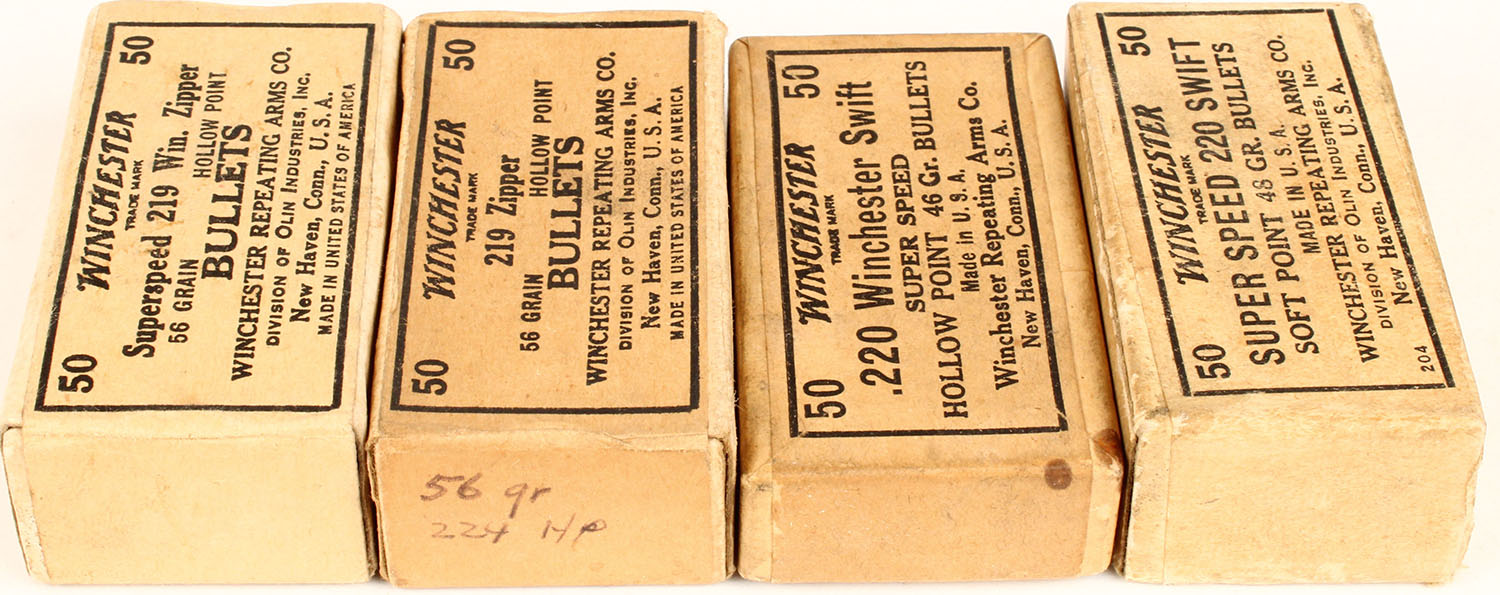 50 50
WINCHESTER
TRADE MARK
Superspeed 219 Win. Zipper
56 GRAIN HOLLOW POINT
BULLETS
WINCHESTER REPEATING ARMS CO.
DIVISION OF OLIN INDUSTRIES, INC.
New Haven, Conn., U. S. A.
MADE IN UNITED STATES OF AMERICA
50 50
WINCHESTER
TRADE MARK
219 Zipper
56 GRAIN HOLLOW POINT
BULLETS
WINCHESTER REPEATING ARMS CO.
DIVISION OF OLIN INDUSTRIES, INC.
New Haven, Conn., U. S. A.
MADE IN UNITED STATES OF AMERICA
56 gr
224 HP
50 50
WINCHESTER
TRADE MARK
.220 Winchester Swift
SUPER SPEED
HOLLOW POINT 46 Gr. BULLETS
Made in U. S. A.
Winchester Repeating Arms Co.
New Haven, Conn., U. S. A.
50 50
WINCHESTER
TRADE MARK
SUPER SPEED 220 SWIFT
SOFT POINT 48 GR. BULLETS
MADE IN U. S. A.
WINCHESTER REPEATING ARMS CO.
DIVISION OF OLIN INDUSTRIES, INC.
New Haven, Conn., U. S. A.
204